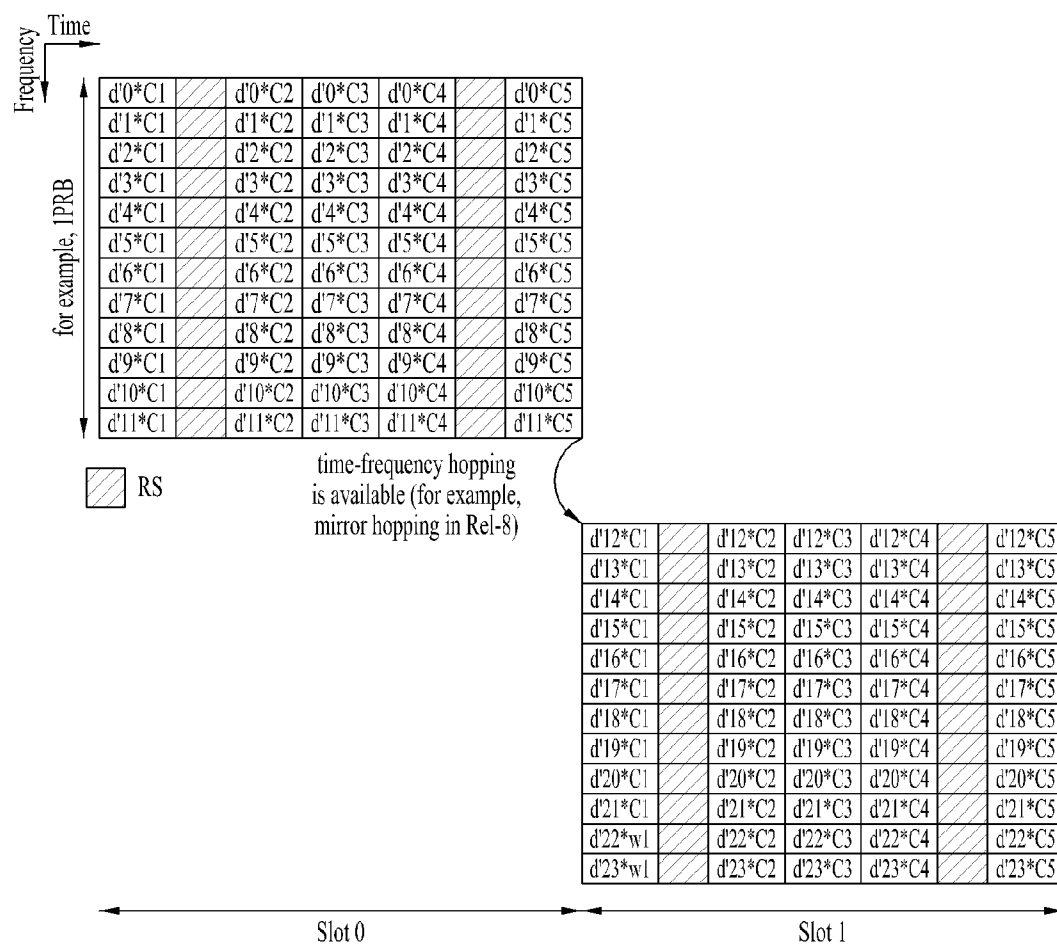 Time
Frequency
for example, 1PRB
d'0*C1 d'0*C2 d'0*C3 d'0*C4 d'0*C5
d'1*C1 d'1*C2 d'1*C3 d'1*C4 d'1*C5
d'2*C1 d'2*C2 d'2*C3 d'2*C4 d'2*C5
d'3*C1 d'3*C2 d'3*C3 d'3*C4 d'3*C5
d'4*C1 d'4*C2 d'4*C3 d'4*C4 d'4*C5
d'5*C1 d'5*C2 d'5*C3 d'5*C4 d'5*C5
d'6*C1 d'6*C2 d'6*C3 d'6*C4 d'6*C5
d'7*C1 d'7*C2 d'7*C3 d'7*C4 d'7*C5
d'8*C1 d'8*C2 d'8*C3 d'8*C4 d'8*C5
d'9*C1 d'9*C2 d'9*C3 d'9*C4 d'9*C5
d'10*C1 d'10*C2 d'10*C3 d'10*C4 d'10*C5
d'11*C1 d'11*C2 d'11*C3 d'11*C4 d'11*C5
RS
time-frequency hopping
is available (for example,
mirror hopping in Rel-8)
d'12*C1 d'12*C2 d'12*C3 d'12*C4 d'12*C5
d'13*C1 d'13*C2 d'13*C3 d'13*C4 d'13*C5
d'14*C1 d'14*C2 d'14*C3 d'14*C4 d'14*C5
d'15*C1 d'15*C2 d'15*C3 d'15*C4 d'15*C5
d'16*C1 d'16*C2 d'16*C3 d'16*C4 d'16*C5
d'17*C1 d'17*C2 d'17*C3 d'17*C4 d'17*C5
d'18*C1 d'18*C2 d'18*C3 d'18*C4 d'18*C5
d'19*C1 d'19*C2 d'19*C3 d'19*C4 d'19*C5
d'20*C1 d'20*C2 d'20*C3 d'20*C4 d'20*C5
d'21*C1 d'21*C2 d'21*C3 d'21*C4 d'21*C5
d'22*w1 d'22*C2 d'22*C3 d'22*C4 d'22*C5
d'23*w1 d'23*C2 d'23*C3 d'23*C4 d'23*C5
Slot 0 Slot 1